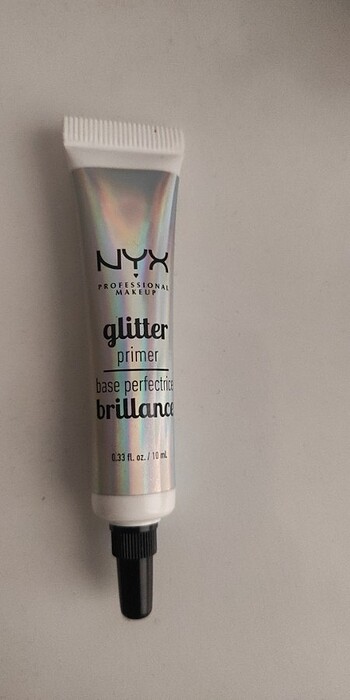 NYX
PROFESSIONAL
MAKEUP
glitter
primer
base perfectrice
brillance
0.33 fl. oz. / 10 mL